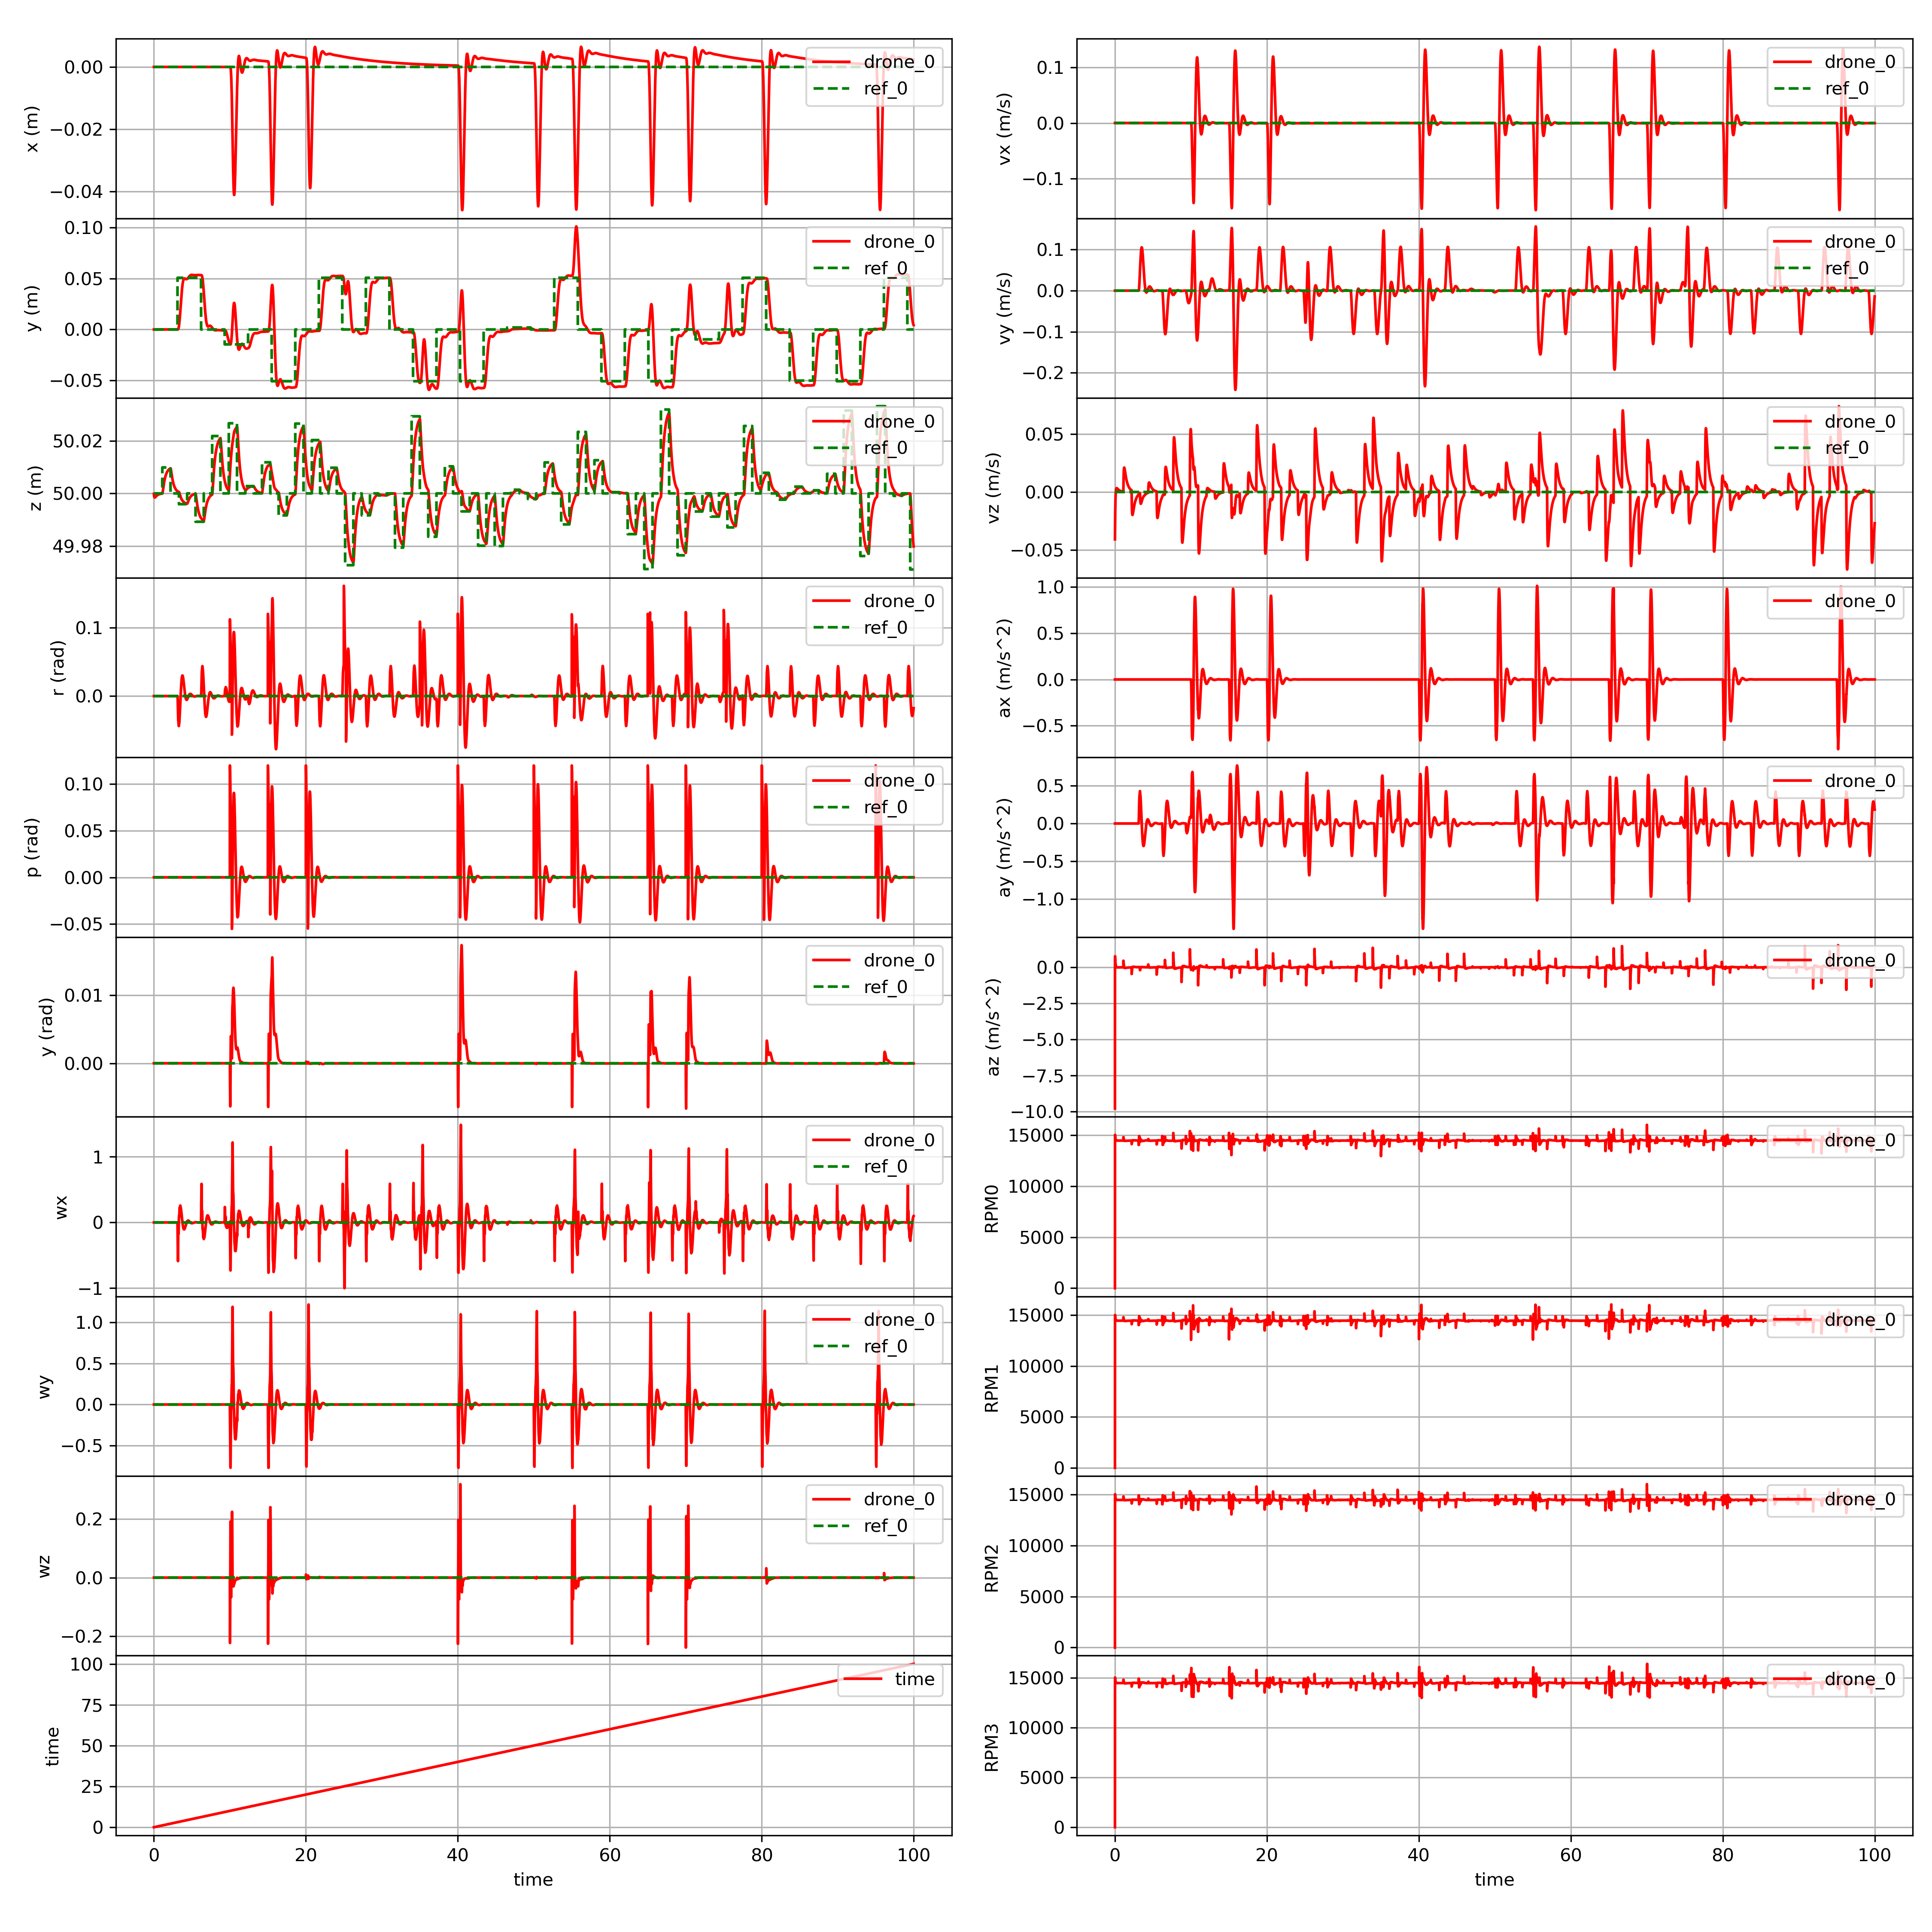 x (m)
0.00
−0.02
−0.04
drone_0
ref_0
y (m)
0.10
0.05
0.00
−0.05
drone_0
ref_0
z (m)
50.02
50.00
49.98
drone_0
ref_0
r (rad)
0.1
0.0
drone_0
ref_0
p (rad)
0.10
0.05
0.00
−0.05
drone_0
ref_0
y (rad)
0.01
0.00
drone_0
ref_0
wx
1
0
−1
drone_0
ref_0
wy
1.0
0.5
0.0
−0.5
drone_0
ref_0
wz
0.2
0.0
−0.2
drone_0
ref_0
time
100
75
50
25
0
time
0 20 40 60 80 100
time
vx (m/s)
0.1
0.0
−0.1
drone_0
ref_0
vy (m/s)
0.1
0.0
−0.1
−0.2
drone_0
ref_0
vz (m/s)
0.05
0.00
−0.05
drone_0
ref_0
ax (m/s^2)
1.0
0.5
0.0
−0.5
drone_0
ay (m/s^2)
0.5
0.0
−0.5
−1.0
drone_0
az (m/s^2)
0.0
−2.5
−5.0
−7.5
−10.0
drone_0
RPM0
15000
10000
5000
0
drone_0
RPM1
15000
10000
5000
0
drone_0
RPM2
15000
10000
5000
0
drone_0
RPM3
15000
10000
5000
0
drone_0
0 20 40 60 80 100
time